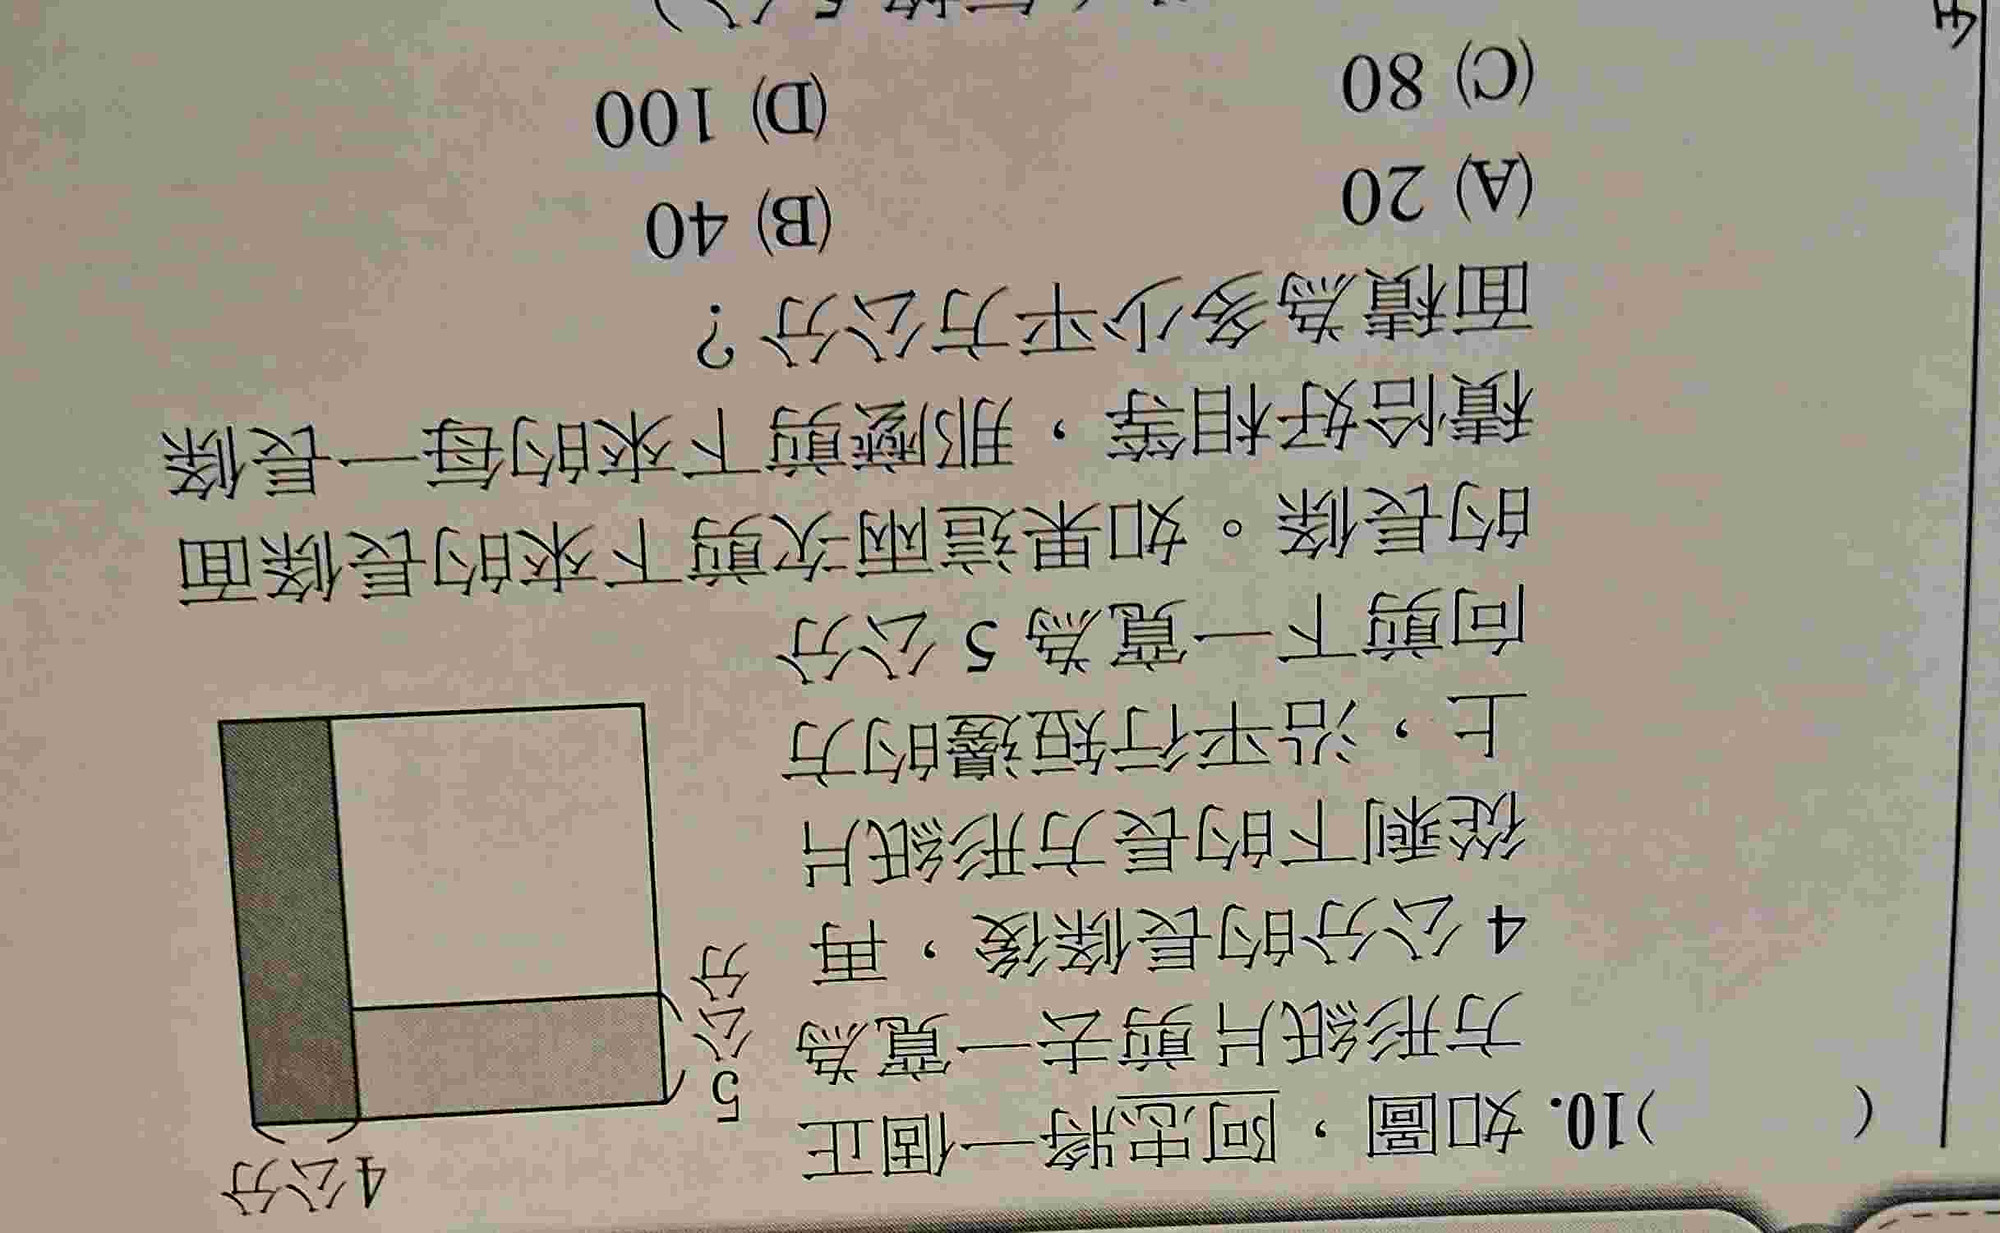 (　　)10. 如圖，阿忠將一個正
方形紙片剪去一寬為
4 公分的長條後，再
從剩下的長方形紙片
上，沿平行短邊的方
向剪下一寬為 5 公分
的長條。如果這兩次剪下來的長條面
積恰好相等，那麼剪下來的每一長條
面積為多少平方公分？
(A) 20 (B) 40
(C) 80 (D) 100
4公分
5
公
分